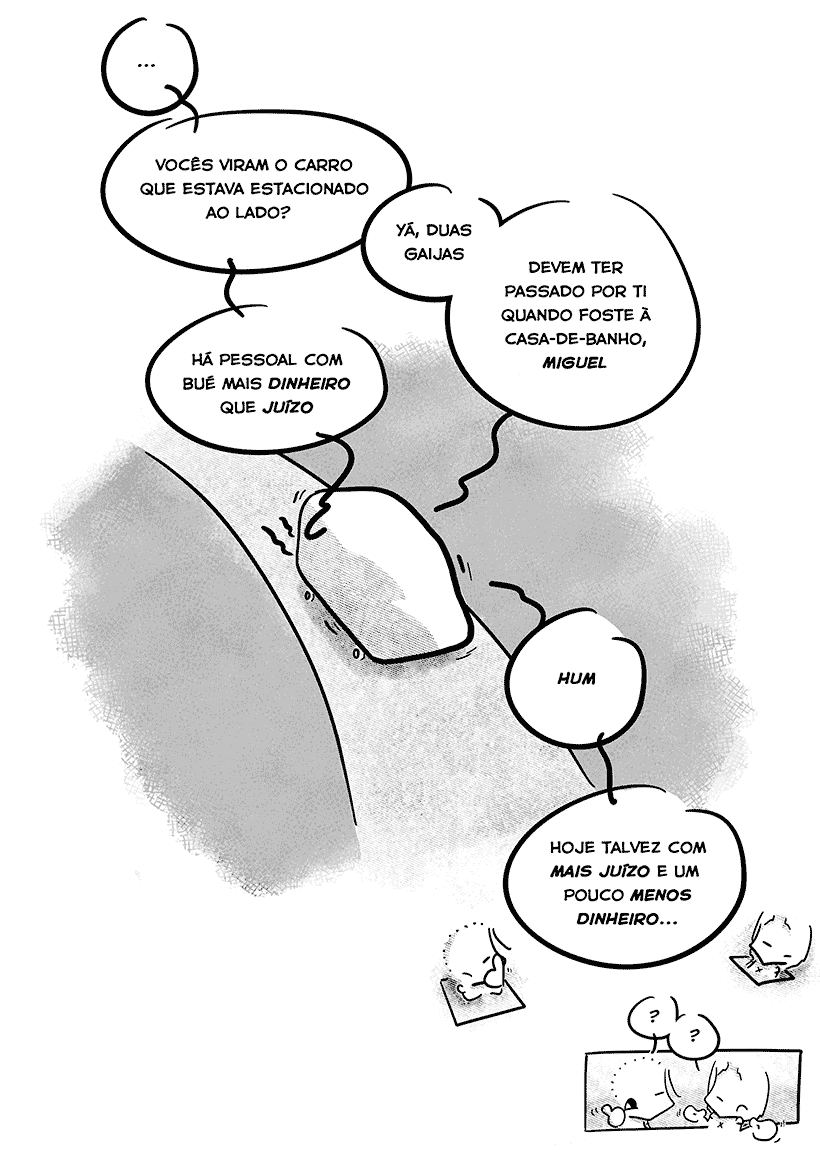 ...
VOCÊS VIRAM O CARRO
QUE ESTAVA ESTACIONADO
AO LADO?
YÁ, DUAS
GAIJAS
DEVEM TER
PASSADO POR TI
QUANDO FOSTE À
CASA-DE-BANHO,
MIGUEL
HÁ PESSOAL COM
BUÉ MAIS DINHEIRO
QUE JUÍZO
HUM
HOJE TALVEZ COM
MAIS JUÍZO E UM
POUCO MENOS
DINHEIRO...
?
?